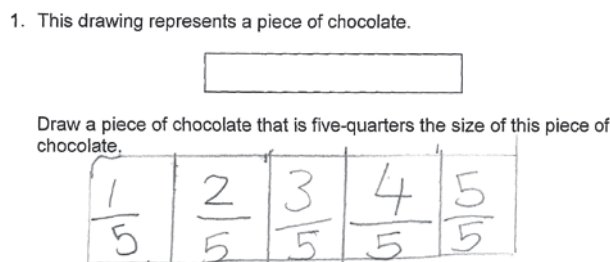 1. This drawing represents a piece of chocolate.
Draw a piece of chocolate that is five-quarters the size of this piece of
chocolate.
1/5 2/5 3/5 4/5 5/5